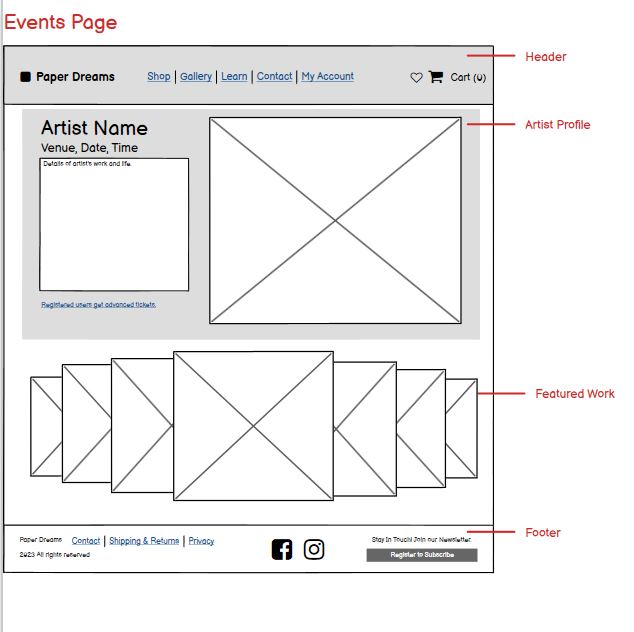 Events Page
Header
Paper Dreams
Shop | Gallery | Learn | Contact | My Account
Cart (0)
Artist Profile
Artist Name
Venue, Date, Time
Details of artist's work and life.
Registered users get advanced tickets.
Featured Work
Footer
Paper Dreams
Contact | Shipping & Returns | Privacy
2023 All rights reserved
Stay In Touch! Join our Newsletter.
Register to Subscribe